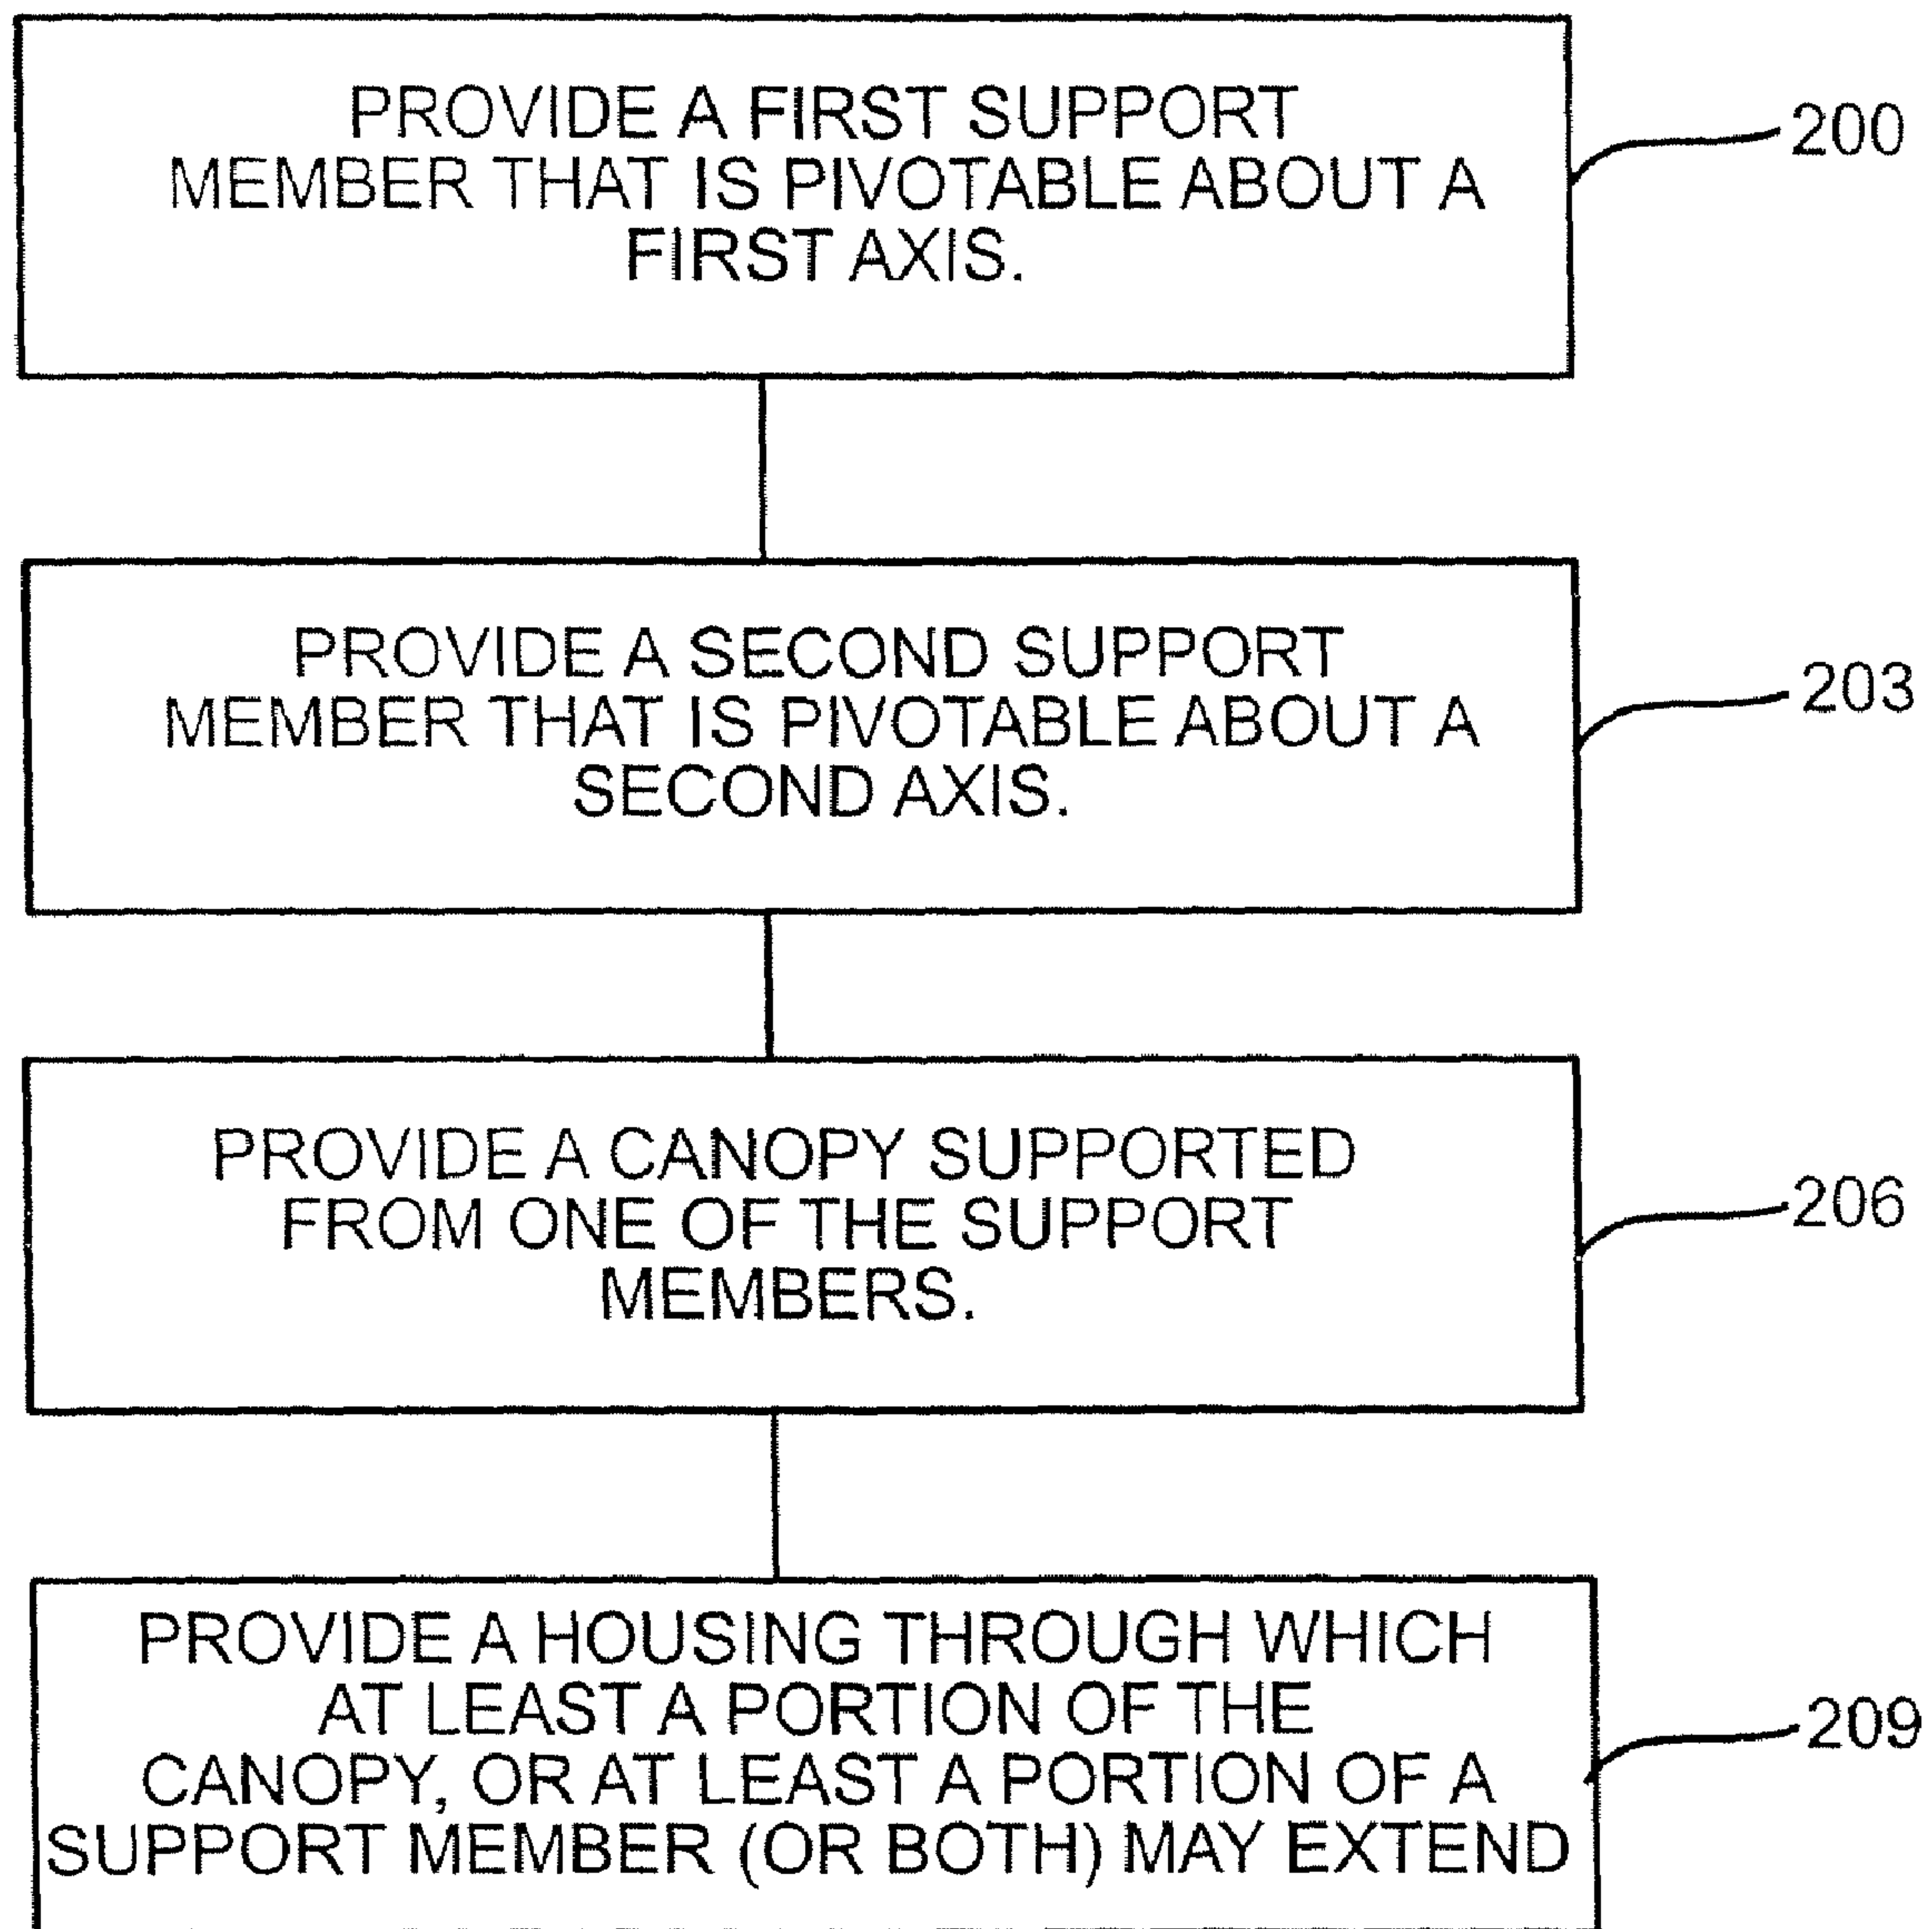 PROVIDE A FIRST SUPPORT
MEMBER THAT IS PIVOTABLE ABOUT A
FIRST AXIS.
200
PROVIDE A SECOND SUPPORT
MEMBER THAT IS PIVOTABLE ABOUT A
SECOND AXIS.
203
PROVIDE A CANOPY SUPPORTED
FROM ONE OF THE SUPPORT
MEMBERS.
206
PROVIDE A HOUSING THROUGH WHICH
AT LEAST A PORTION OF THE
CANOPY, OR AT LEAST A PORTION OF A
SUPPORT MEMBER (OR BOTH) MAY EXTEND
209